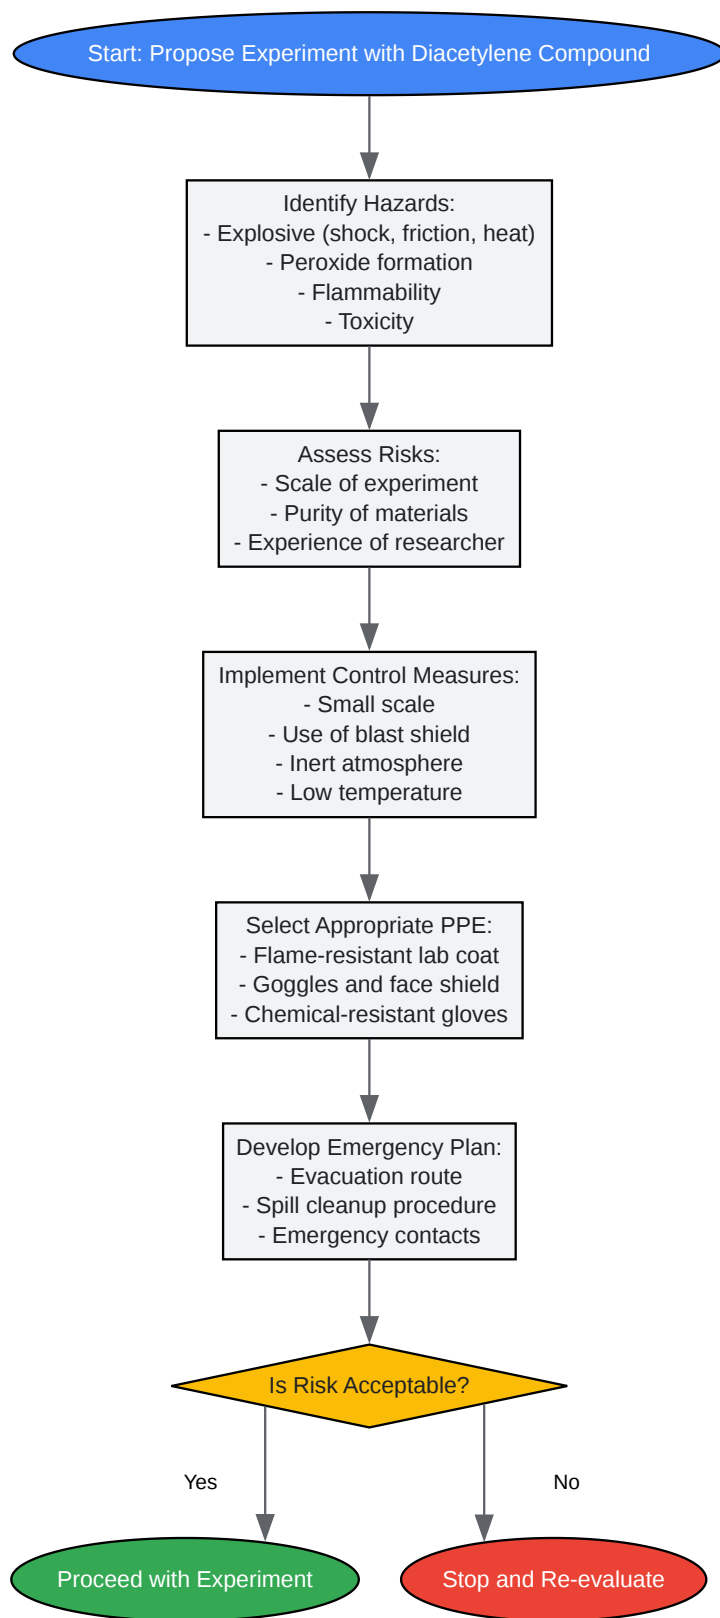 Start: Propose Experiment with Diacetylene Compound
Identify Hazards:
- Explosive (shock, friction, heat)
- Peroxide formation
- Flammability
- Toxicity
Assess Risks:
- Scale of experiment
- Purity of materials
- Experience of researcher
Implement Control Measures:
- Small scale
- Use of blast shield
- Inert atmosphere
- Low temperature
Select Appropriate PPE:
- Flame-resistant lab coat
- Goggles and face shield
- Chemical-resistant gloves
Develop Emergency Plan:
- Evacuation route
- Spill cleanup procedure
- Emergency contacts
Is Risk Acceptable?
Yes
No
Proceed with Experiment
Stop and Re-evaluate